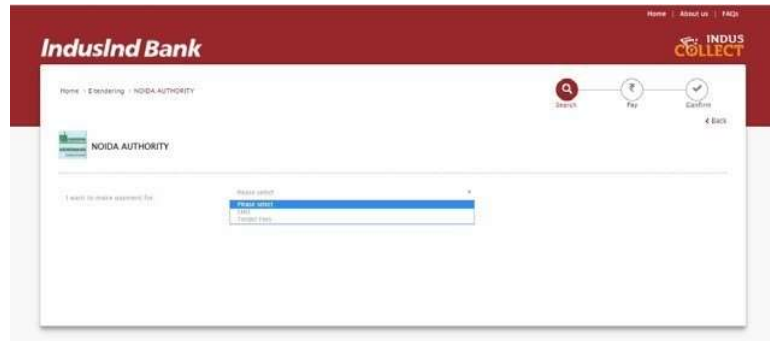 Home | About us | FAQs
IndusInd Bank
INDUS
COLLECT
Home › Etendering › NOIDA AUTHORITY
₹
Search
Pay
Confirm
Back
NOIDA AUTHORITY
I want to make payment for
Please select
Please select
EMD
Tender Fees